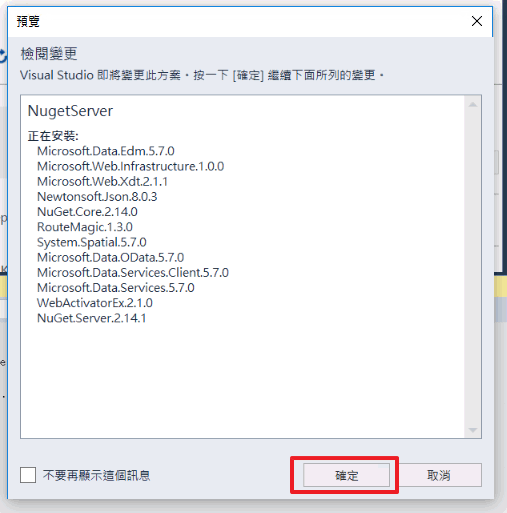 預覽
檢閱變更
Visual Studio 即將變更此方案。按一下 [確定] 繼續下面所列的變更。
NugetServer
正在安裝:
Microsoft.Data.Edm.5.7.0
Microsoft.Web.Infrastructure.1.0.0
Microsoft.Web.Xdt.2.1.1
Newtonsoft.Json.8.0.3
NuGet.Core.2.14.0
RouteMagic.1.3.0
System.Spatial.5.7.0
Microsoft.Data.OData.5.7.0
Microsoft.Data.Services.Client.5.7.0
Microsoft.Data.Services.5.7.0
WebActivatorEx.2.1.0
NuGet.Server.2.14.1
不要再顯示這個訊息
確定
取消